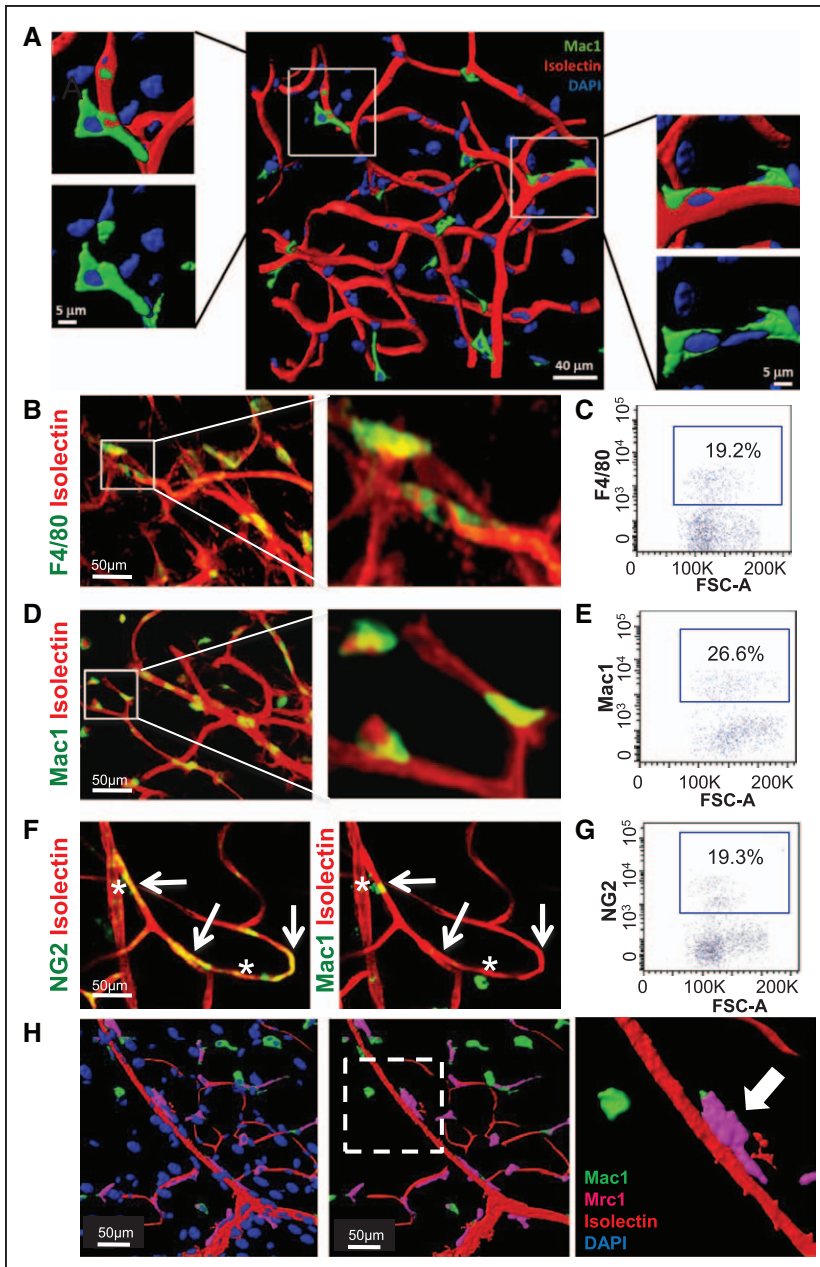 A
Mac1
Isolectin
DAPI
A
5 µm
40 µm
5 µm
B
F4/80 Isolectin
50µm
C
F4/80
10⁵
10⁴
10³
0
19.2%
0 100K 200K
FSC-A
D
Mac1 Isolectin
50µm
E
Mac1
10⁵
10⁴
10³
0
26.6%
0 100K 200K
FSC-A
F
NG2 Isolectin
*
*
50µm
Mac1 Isolectin
*
*
G
NG2
10⁵
10⁴
10³
0
19.3%
0 100K 200K
FSC-A
H
50µm
50µm
Mac1
Mrc1
Isolectin
DAPI